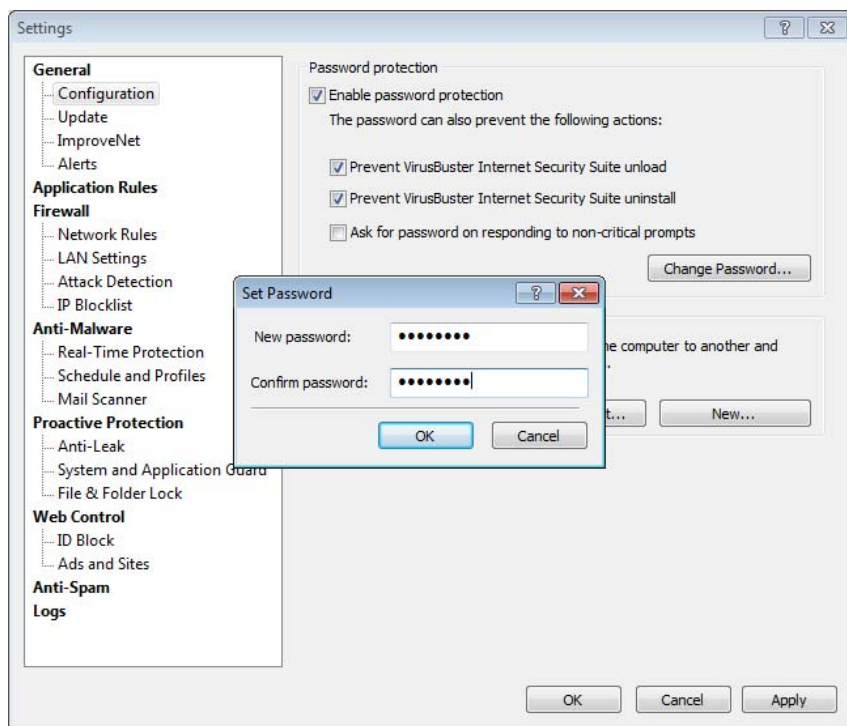 Settings
General
Configuration
Update
ImproveNet
Alerts
Application Rules
Firewall
Network Rules
LAN Settings
Attack Detection
IP Blocklist
Anti-Malware
Real-Time Protection
Schedule and Profiles
Mail Scanner
Proactive Protection
Anti-Leak
System and Application Guard
File & Folder Lock
Web Control
ID Block
Ads and Sites
Anti-Spam
Logs
Password protection
Enable password protection
The password can also prevent the following actions:
Prevent VirusBuster Internet Security Suite unload
Prevent VirusBuster Internet Security Suite uninstall
Ask for password on responding to non-critical prompts
Change Password...
computer to another and
New...
Set Password
New password:
Confirm password:
OK
Cancel
OK
Cancel
Apply